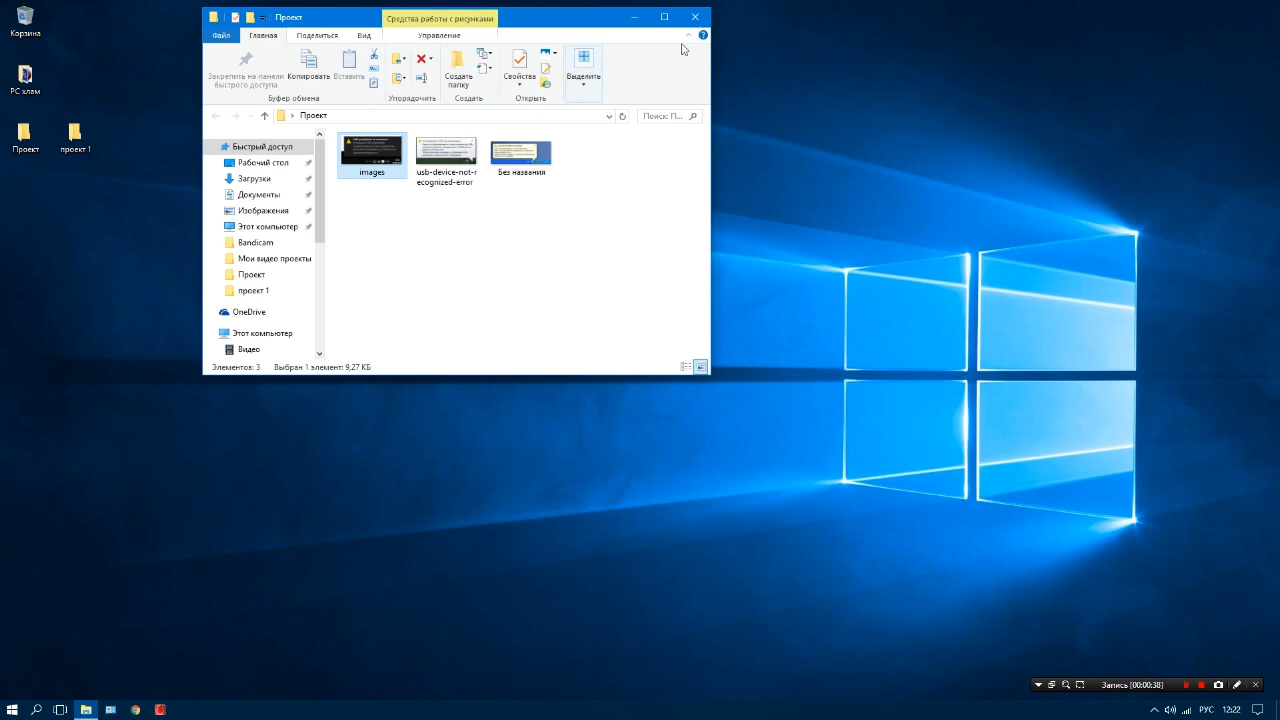 Корзина
РС хлам
Проект
проект 1
Проект
Средства работы с рисунками
Файл
Главная
Поделиться
Вид
Управление
Закрепить на панели
быстрого доступа
Копировать
Вставить
Создать
папку
Свойства
Выделить
Буфер обмена
Упорядочить
Создать
Открыть
Проект
Поиск: П...
Быстрый доступ
Рабочий стол
Загрузки
Документы
Изображения
Этот компьютер
Bandicam
Мои видео проекты
Проект
проект 1
OneDrive
Этот компьютер
Видео
images
usb-device-not-r
ecognized-error
Без названия
Элементов: 3
Выбран 1 элемент: 9,27 КБ
Запись [00:00:38]
РУС
12:22